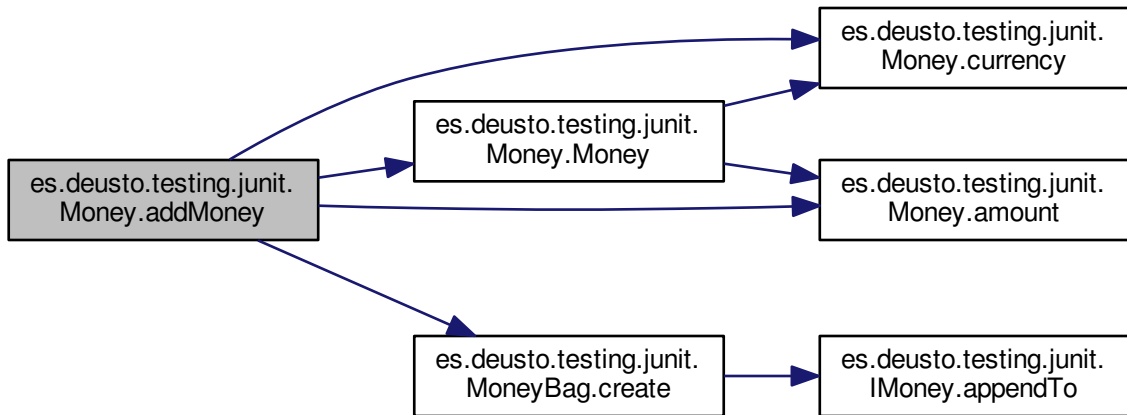 es.deusto.testing.junit.
Money.addMoney
es.deusto.testing.junit.
Money.Money
es.deusto.testing.junit.
MoneyBag.create
es.deusto.testing.junit.
Money.currency
es.deusto.testing.junit.
Money.amount
es.deusto.testing.junit.
IMoney.appendTo